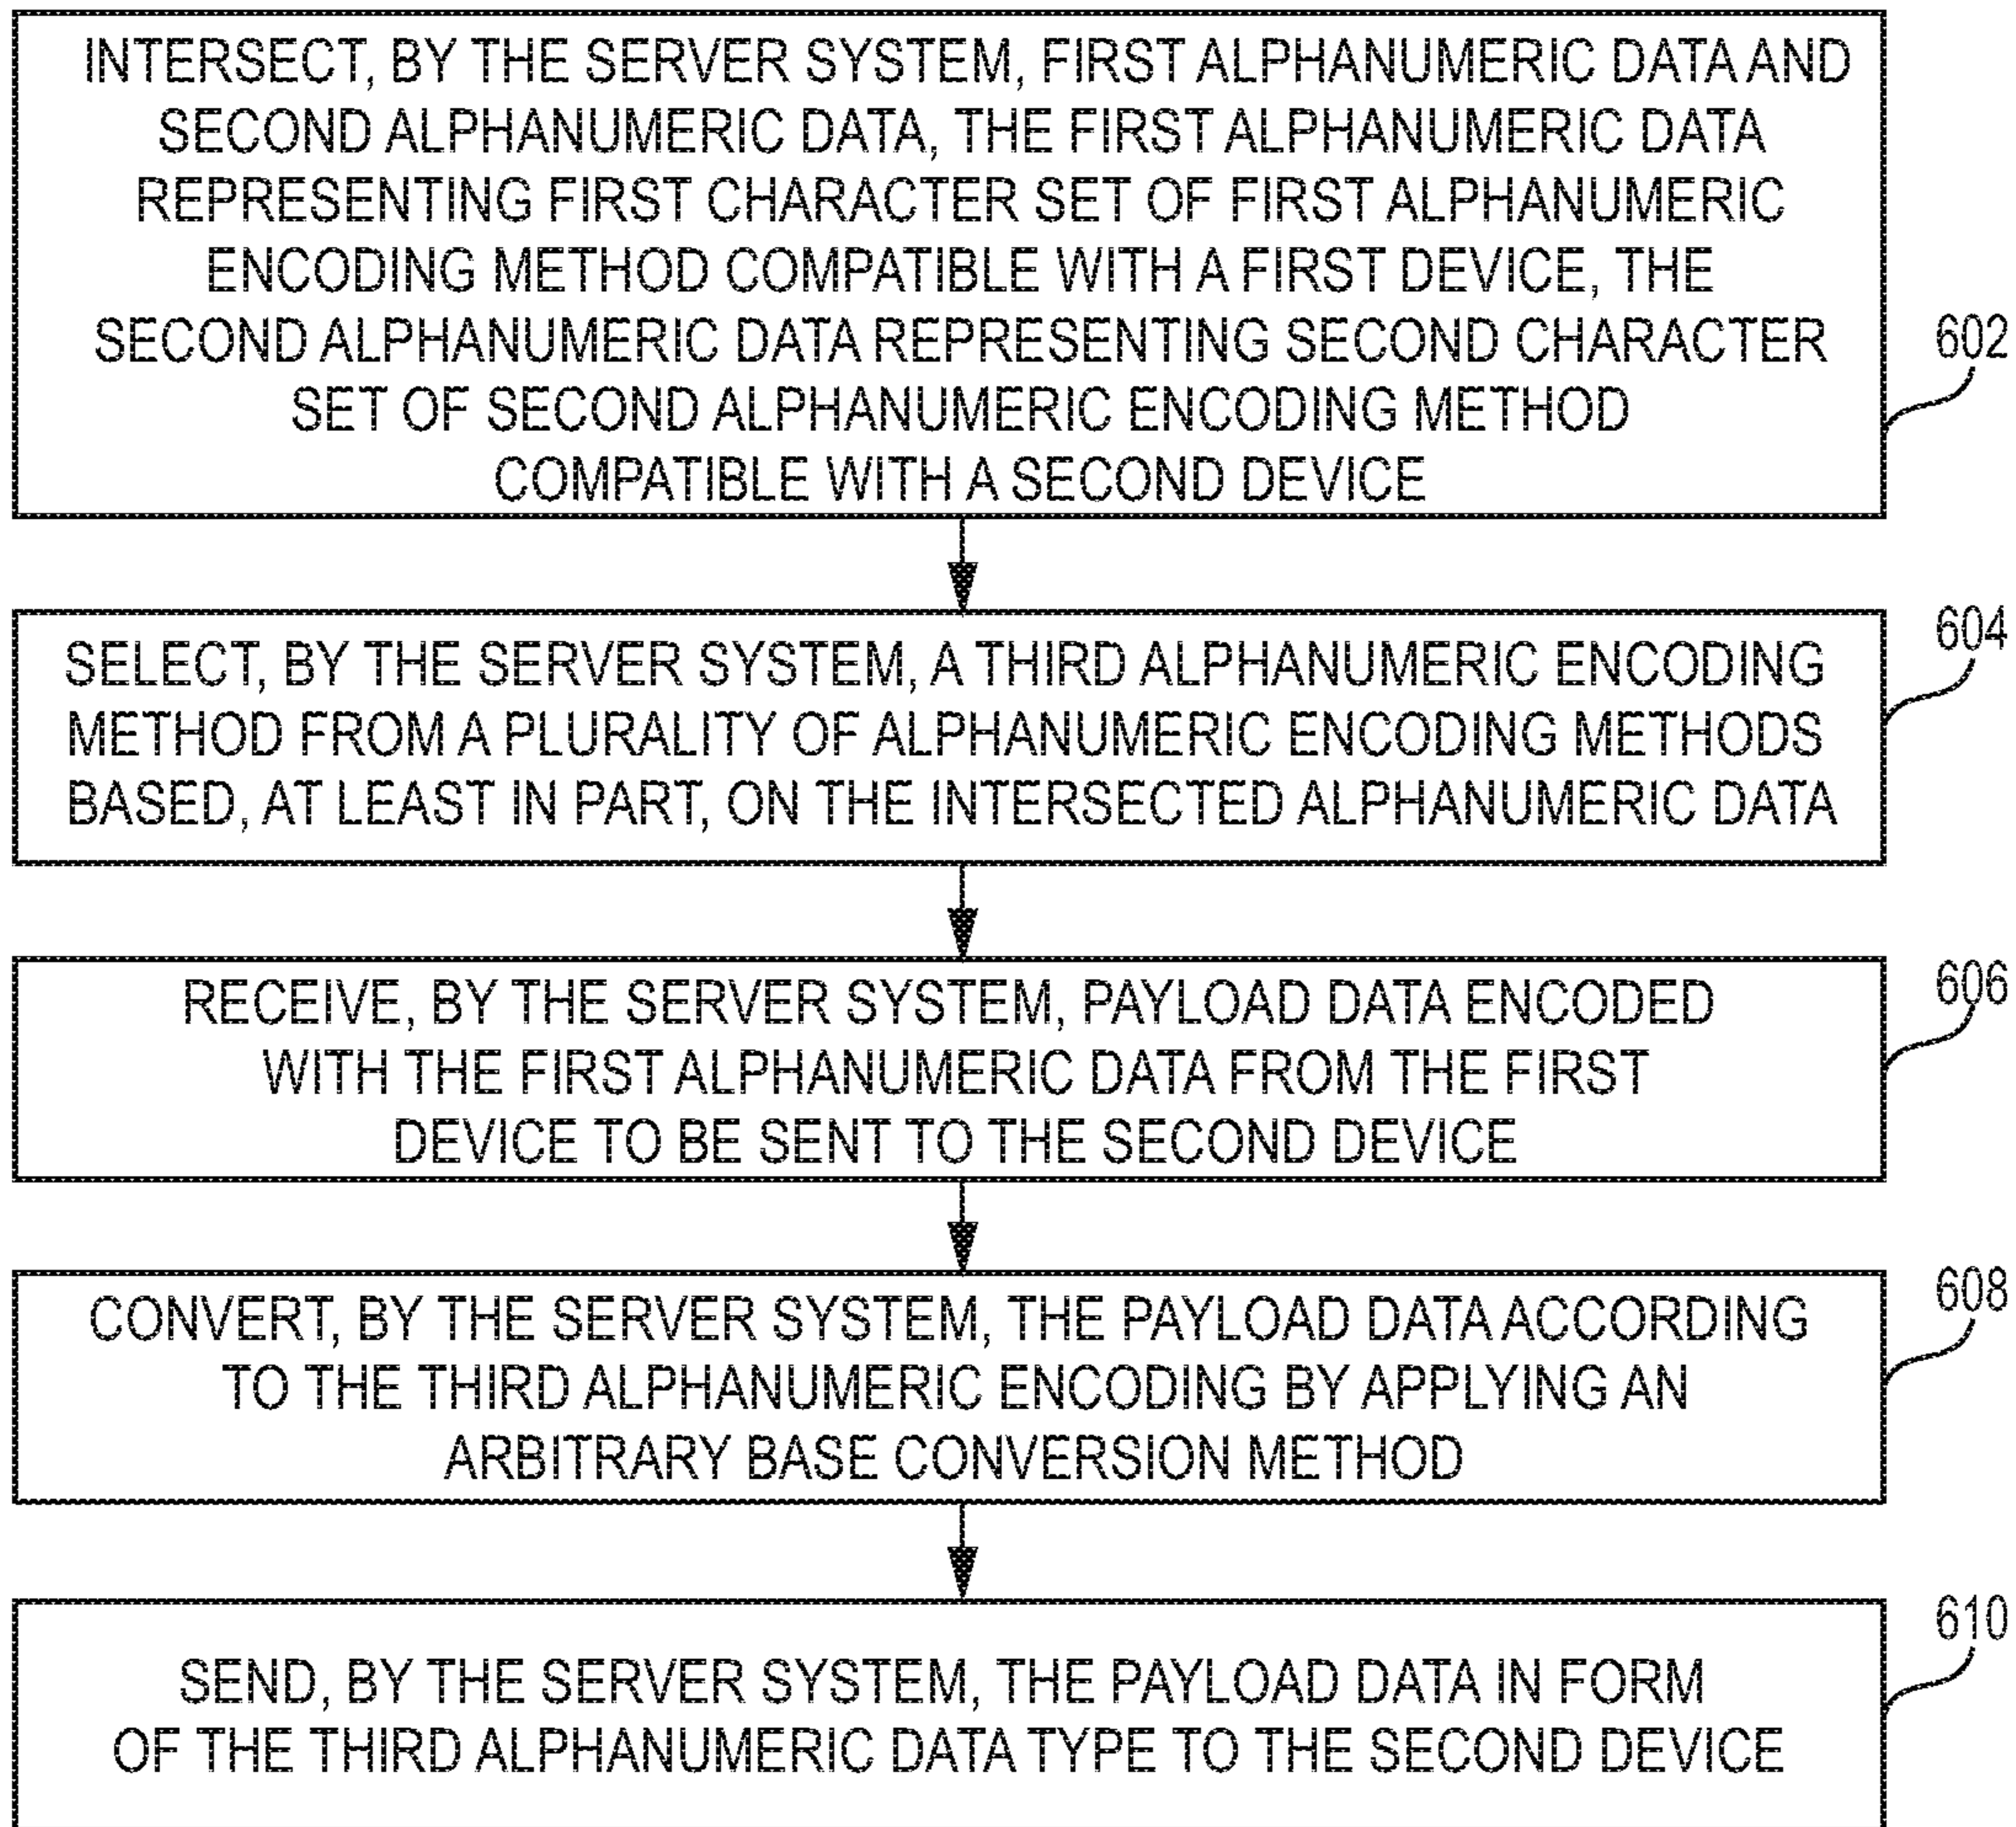 INTERSECT, BY THE SERVER SYSTEM, FIRST ALPHANUMERIC DATA AND
SECOND ALPHANUMERIC DATA, THE FIRST ALPHANUMERIC DATA
REPRESENTING FIRST CHARACTER SET OF FIRST ALPHANUMERIC
ENCODING METHOD COMPATIBLE WITH A FIRST DEVICE, THE
SECOND ALPHANUMERIC DATA REPRESENTING SECOND CHARACTER
SET OF SECOND ALPHANUMERIC ENCODING METHOD
COMPATIBLE WITH A SECOND DEVICE
602
SELECT, BY THE SERVER SYSTEM, A THIRD ALPHANUMERIC ENCODING
METHOD FROM A PLURALITY OF ALPHANUMERIC ENCODING METHODS
BASED, AT LEAST IN PART, ON THE INTERSECTED ALPHANUMERIC DATA
604
RECEIVE, BY THE SERVER SYSTEM, PAYLOAD DATA ENCODED
WITH THE FIRST ALPHANUMERIC DATA FROM THE FIRST
DEVICE TO BE SENT TO THE SECOND DEVICE
606
CONVERT, BY THE SERVER SYSTEM, THE PAYLOAD DATA ACCORDING
TO THE THIRD ALPHANUMERIC ENCODING BY APPLYING AN
ARBITRARY BASE CONVERSION METHOD
608
SEND, BY THE SERVER SYSTEM, THE PAYLOAD DATA IN FORM
OF THE THIRD ALPHANUMERIC DATA TYPE TO THE SECOND DEVICE
610